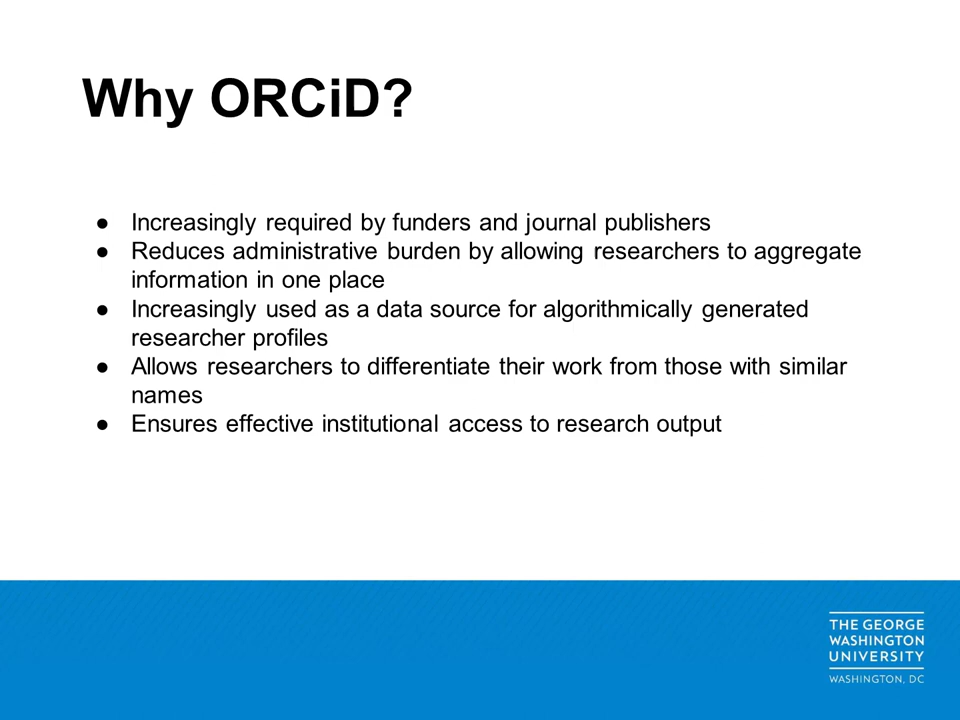 Why ORCiD?
● Increasingly required by funders and journal publishers
● Reduces administrative burden by allowing researchers to aggregate
information in one place
● Increasingly used as a data source for algorithmically generated
researcher profiles
● Allows researchers to differentiate their work from those with similar
names
● Ensures effective institutional access to research output
THE GEORGE
WASHINGTON
UNIVERSITY
WASHINGTON, DC